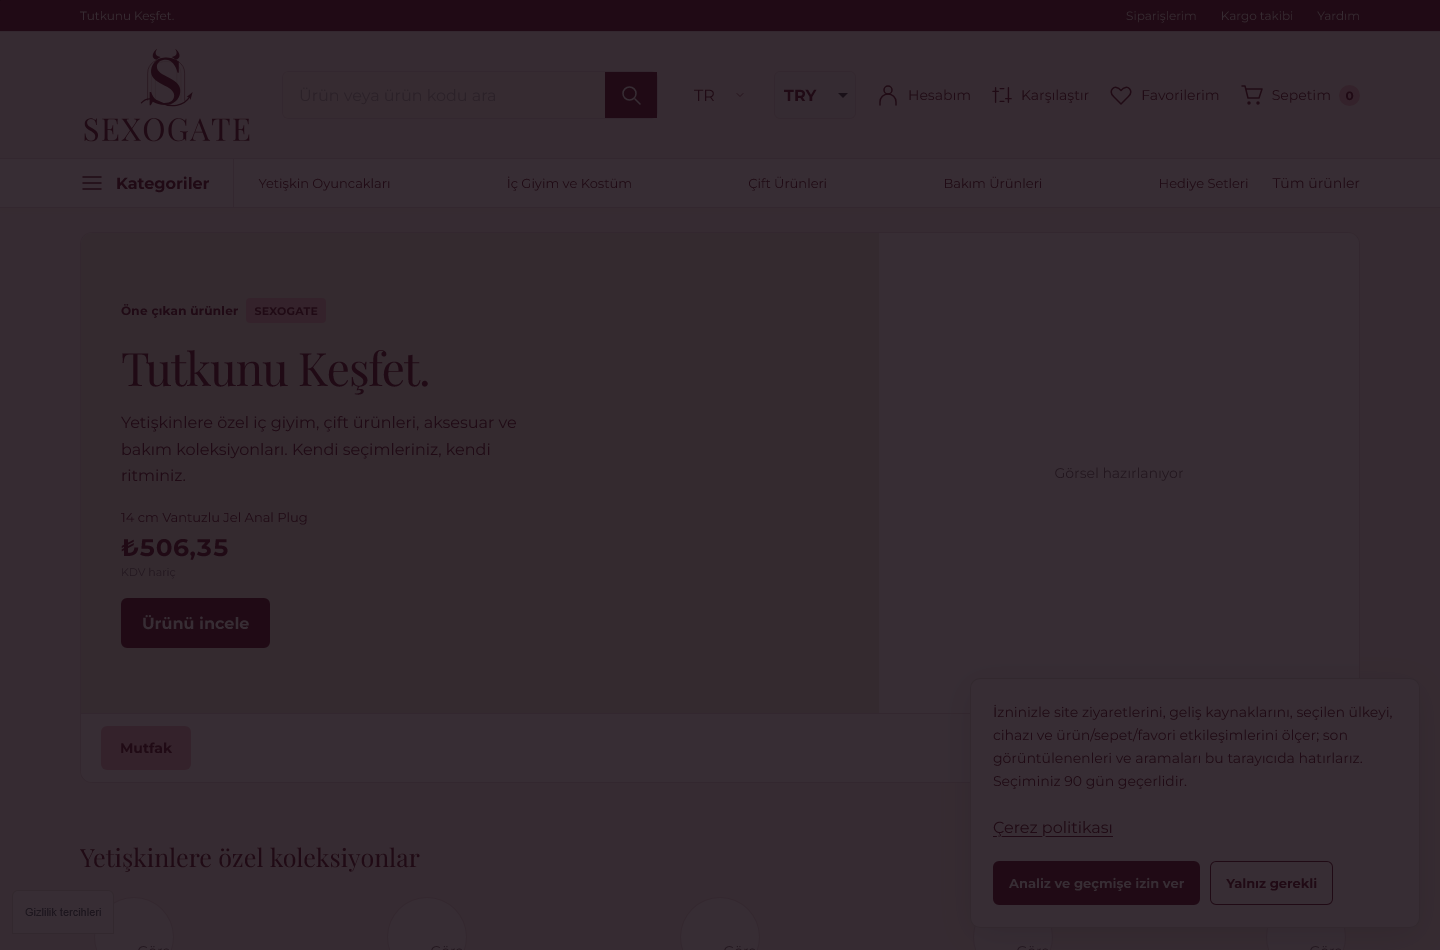 Tutkunu Keşfet.
Siparişlerim Kargo takibi Yardım
S
SEXOGATE
Ürün veya ürün kodu ara
TR
TRY
Hesabım
Karşılaştır
Favorilerim
Sepetim 0
Kategoriler
Yetişkin Oyuncakları
İç Giyim ve Kostüm
Çift Ürünleri
Bakım Ürünleri
Hediye Setleri
Tüm ürünler
Öne çıkan ürünler SEXOGATE
Tutkunu Keşfet.
Yetişkinlere özel iç giyim, çift ürünleri, aksesuar ve
bakım koleksiyonları. Kendi seçimleriniz, kendi
ritminiz.
14 cm Vantuzlu Jel Anal Plug
₺506,35
KDV hariç
Ürünü incele
Görsel hazırlanıyor
Mutfak
İzninizle site ziyaretlerini, geliş kaynaklarını, seçilen ülkeyi,
cihazı ve ürün/sepet/favori etkileşimlerini ölçer; son
görüntülenenleri ve aramaları bu tarayıcıda hatırlarız.
Seçiminiz 90 gün geçerlidir.
Çerez politikası
Analiz ve geçmişe izin ver
Yalnız gerekli
Yetişkinlere özel koleksiyonlar
Gizlilik tercihleri